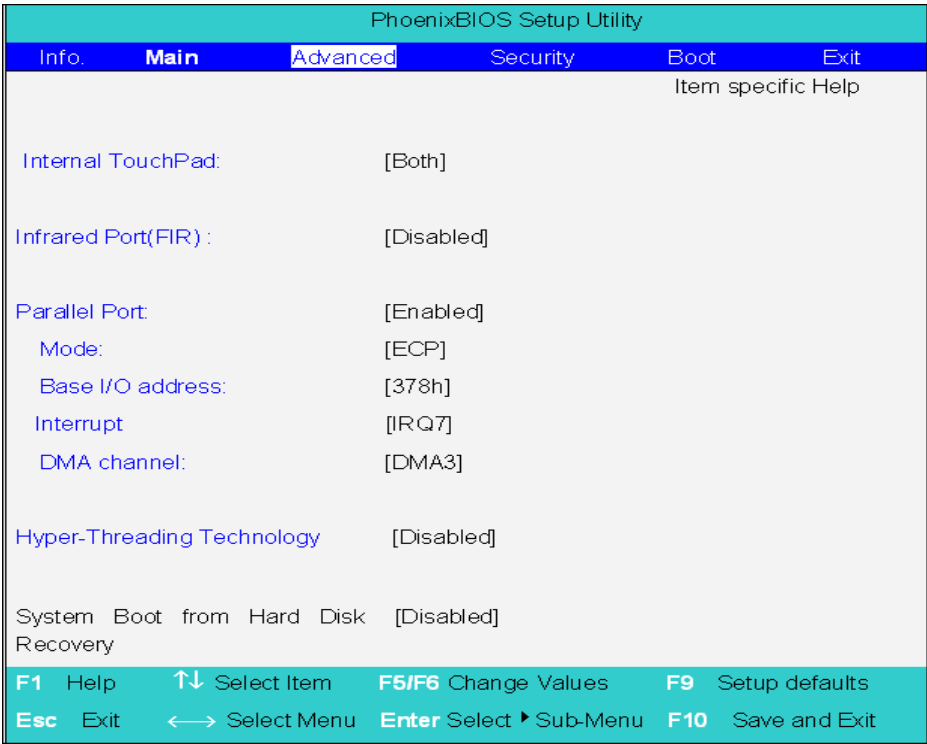 PhoenixBIOS Setup Utility
Info. Main Advanced Security Boot Exit
Item specific Help
Internal TouchPad: [Both]
Infrared Port(FIR) : [Disabled]
Parallel Port: [Enabled]
Mode: [ECP]
Base I/O address: [378h]
Interrupt [IRQ7]
DMA channel: [DMA3]
Hyper-Threading Technology [Disabled]
System Boot from Hard Disk [Disabled]
Recovery
F1 Help ↑↓ Select Item F5/F6 Change Values F9 Setup defaults
Esc Exit ←→ Select Menu Enter Select ▸ Sub-Menu F10 Save and Exit